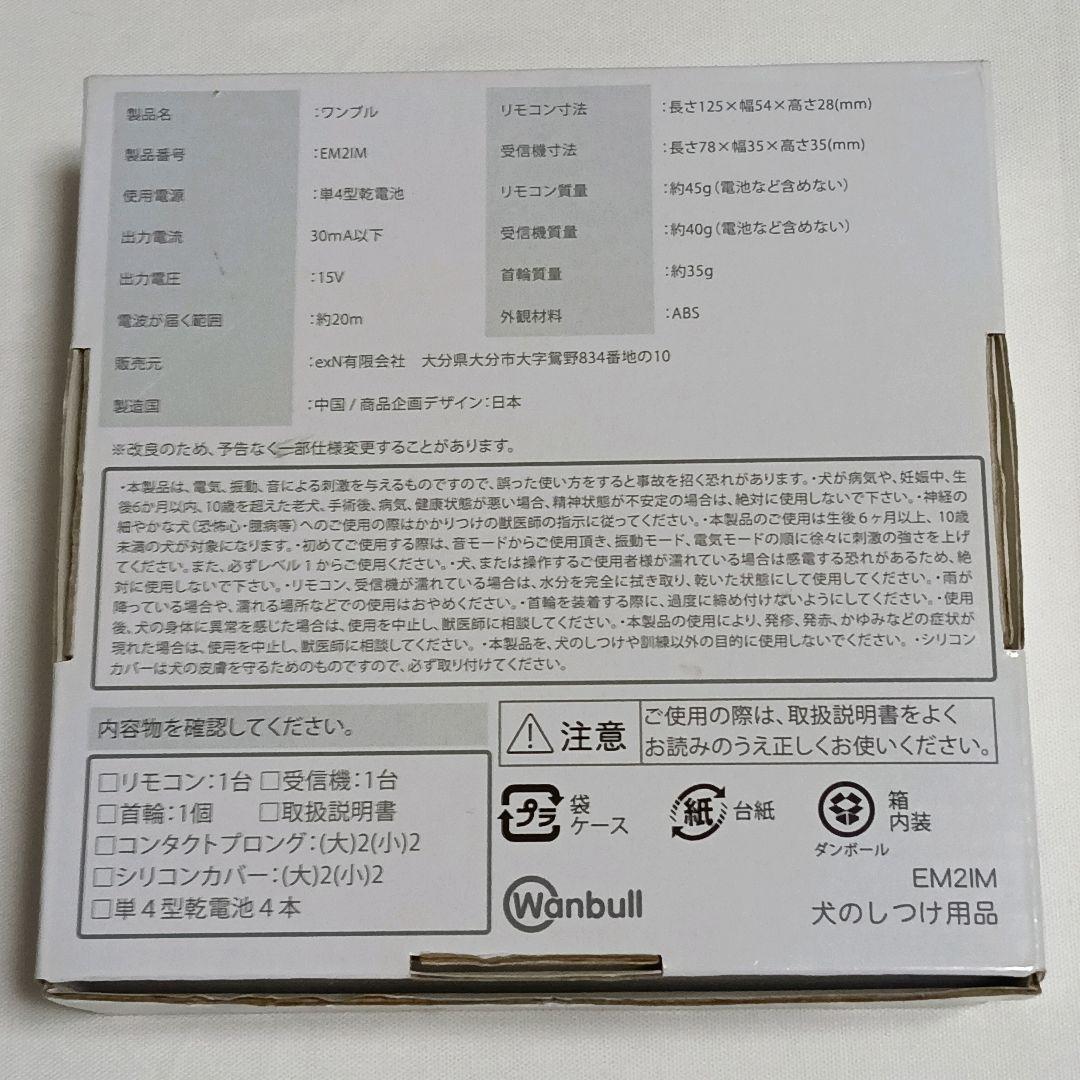 製品名 :ワンブル
製品番号 :EM2IM
使用電源 :単4型乾電池
出力電流 30mA以下
出力電圧 :15V
電波が届く範囲 :約20m
リモコン寸法 :長さ125×幅54×高さ28(mm)
受信機寸法 :長さ78×幅35×高さ35(mm)
リモコン質量 :約45g(電池など含めない)
受信機質量 :約40g(電池など含めない)
首輪質量 :約35g
外観材料 :ABS
販売元 :exN有限会社 大分県大分市大字鴛野834番地の10
製造国 :中国/商品企画デザイン:日本
※改良のため、予告なく一部仕様変更することがあります。
・本製品は、電気、振動、音による刺激を与えるものですので、誤った使い方をすると事故を招く恐れがあります。・犬が病気や、妊娠中、生
後6か月以内、10歳を超えた老犬、手術後、病気、健康状態が悪い場合、精神状態が不安定の場合は、絶対に使用しないで下さい。・神経の
細やかな犬(恐怖心・臆病等)へのご使用の際はかかりつけの獣医師の指示に従ってください。・本製品のご使用は生後6ヶ月以上、10歳
未満の犬が対象になります。・初めてご使用する際は、音モードからご使用頂き、振動モード、電気モードの順に徐々に刺激の強さを上げ
てください。また、必ずレベル1からご使用ください。・犬、または操作するご使用者様が濡れている場合は感電する恐れがあるため、絶
対に使用しないで下さい。・リモコン、受信機が濡れている場合は、水分を完全に拭き取り、乾いた状態にして使用してください。・雨が
降っている場合や、濡れる場所などでの使用はおやめください。・首輪を装着する際に、過度に締め付けないようにしてください。・使用
後、犬の身体に異常を感じた場合は、使用を中止し、獣医師に相談してください。・本製品の使用により、発疹、発赤、かゆみなどの症状が
現れた場合は、使用を中止し、獣医師に相談してください。・本製品を、犬のしつけや訓練以外の目的に使用しないでください。・シリコン
カバーは犬の皮膚を守るためのものですので、必ず取り付けてください。
内容物を確認してください。
□リモコン:1台 □受信機:1台
□首輪:1個 □取扱説明書
□コンタクトプロング:(大)2(小)2
□シリコンカバー:(大)2(小)2
□単4型乾電池4本
注意
ご使用の際は、取扱説明書をよく
お読みのうえ正しくお使いください。
プラ 袋
ケース
紙 台紙
箱
内装
ダンボール
Wanbull
EM2IM
犬のしつけ用品